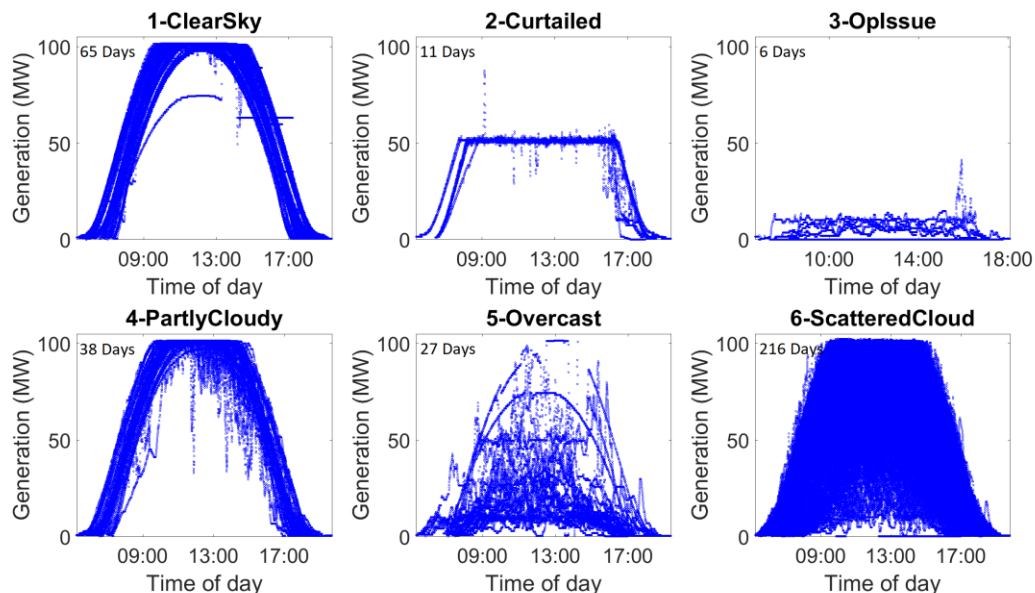 1-ClearSky
2-Curtailed
3-OpIssue
100
50
0
65 Days
Generation (MW)
09:00 13:00 17:00
Time of day
100
50
0
11 Days
Generation (MW)
09:00 13:00 17:00
Time of day
100
50
0
6 Days
Generation (MW)
10:00 14:00 18:00
Time of day
4-PartlyCloudy
5-Overcast
6-ScatteredCloud
100
50
0
38 Days
Generation (MW)
09:00 13:00 17:00
Time of day
100
50
0
27 Days
Generation (MW)
09:00 13:00 17:00
Time of day
100
50
0
216 Days
Generation (MW)
09:00 13:00 17:00
Time of day